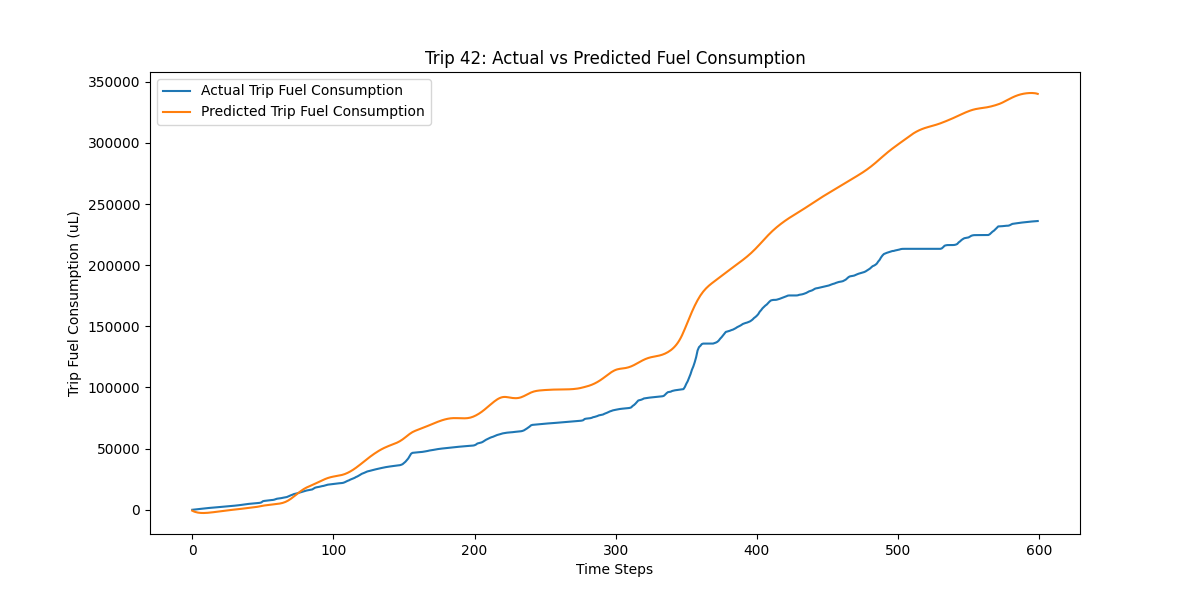 Trip 42: Actual vs Predicted Fuel Consumption
Actual Trip Fuel Consumption
Predicted Trip Fuel Consumption
Trip Fuel Consumption (uL)
350000
300000
250000
200000
150000
100000
50000
0
0 100 200 300 400 500 600
Time Steps